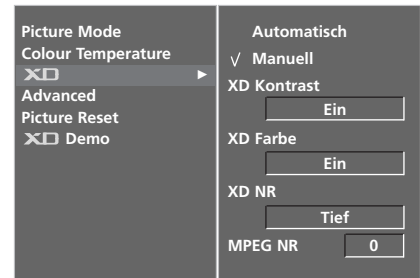 Picture Mode
Colour Temperature
XD
Advanced
Picture Reset
XD Demo
Automatisch
√ Manuell
XD Kontrast
Ein
XD Farbe
Ein
XD NR
Tief
MPEG NR 0